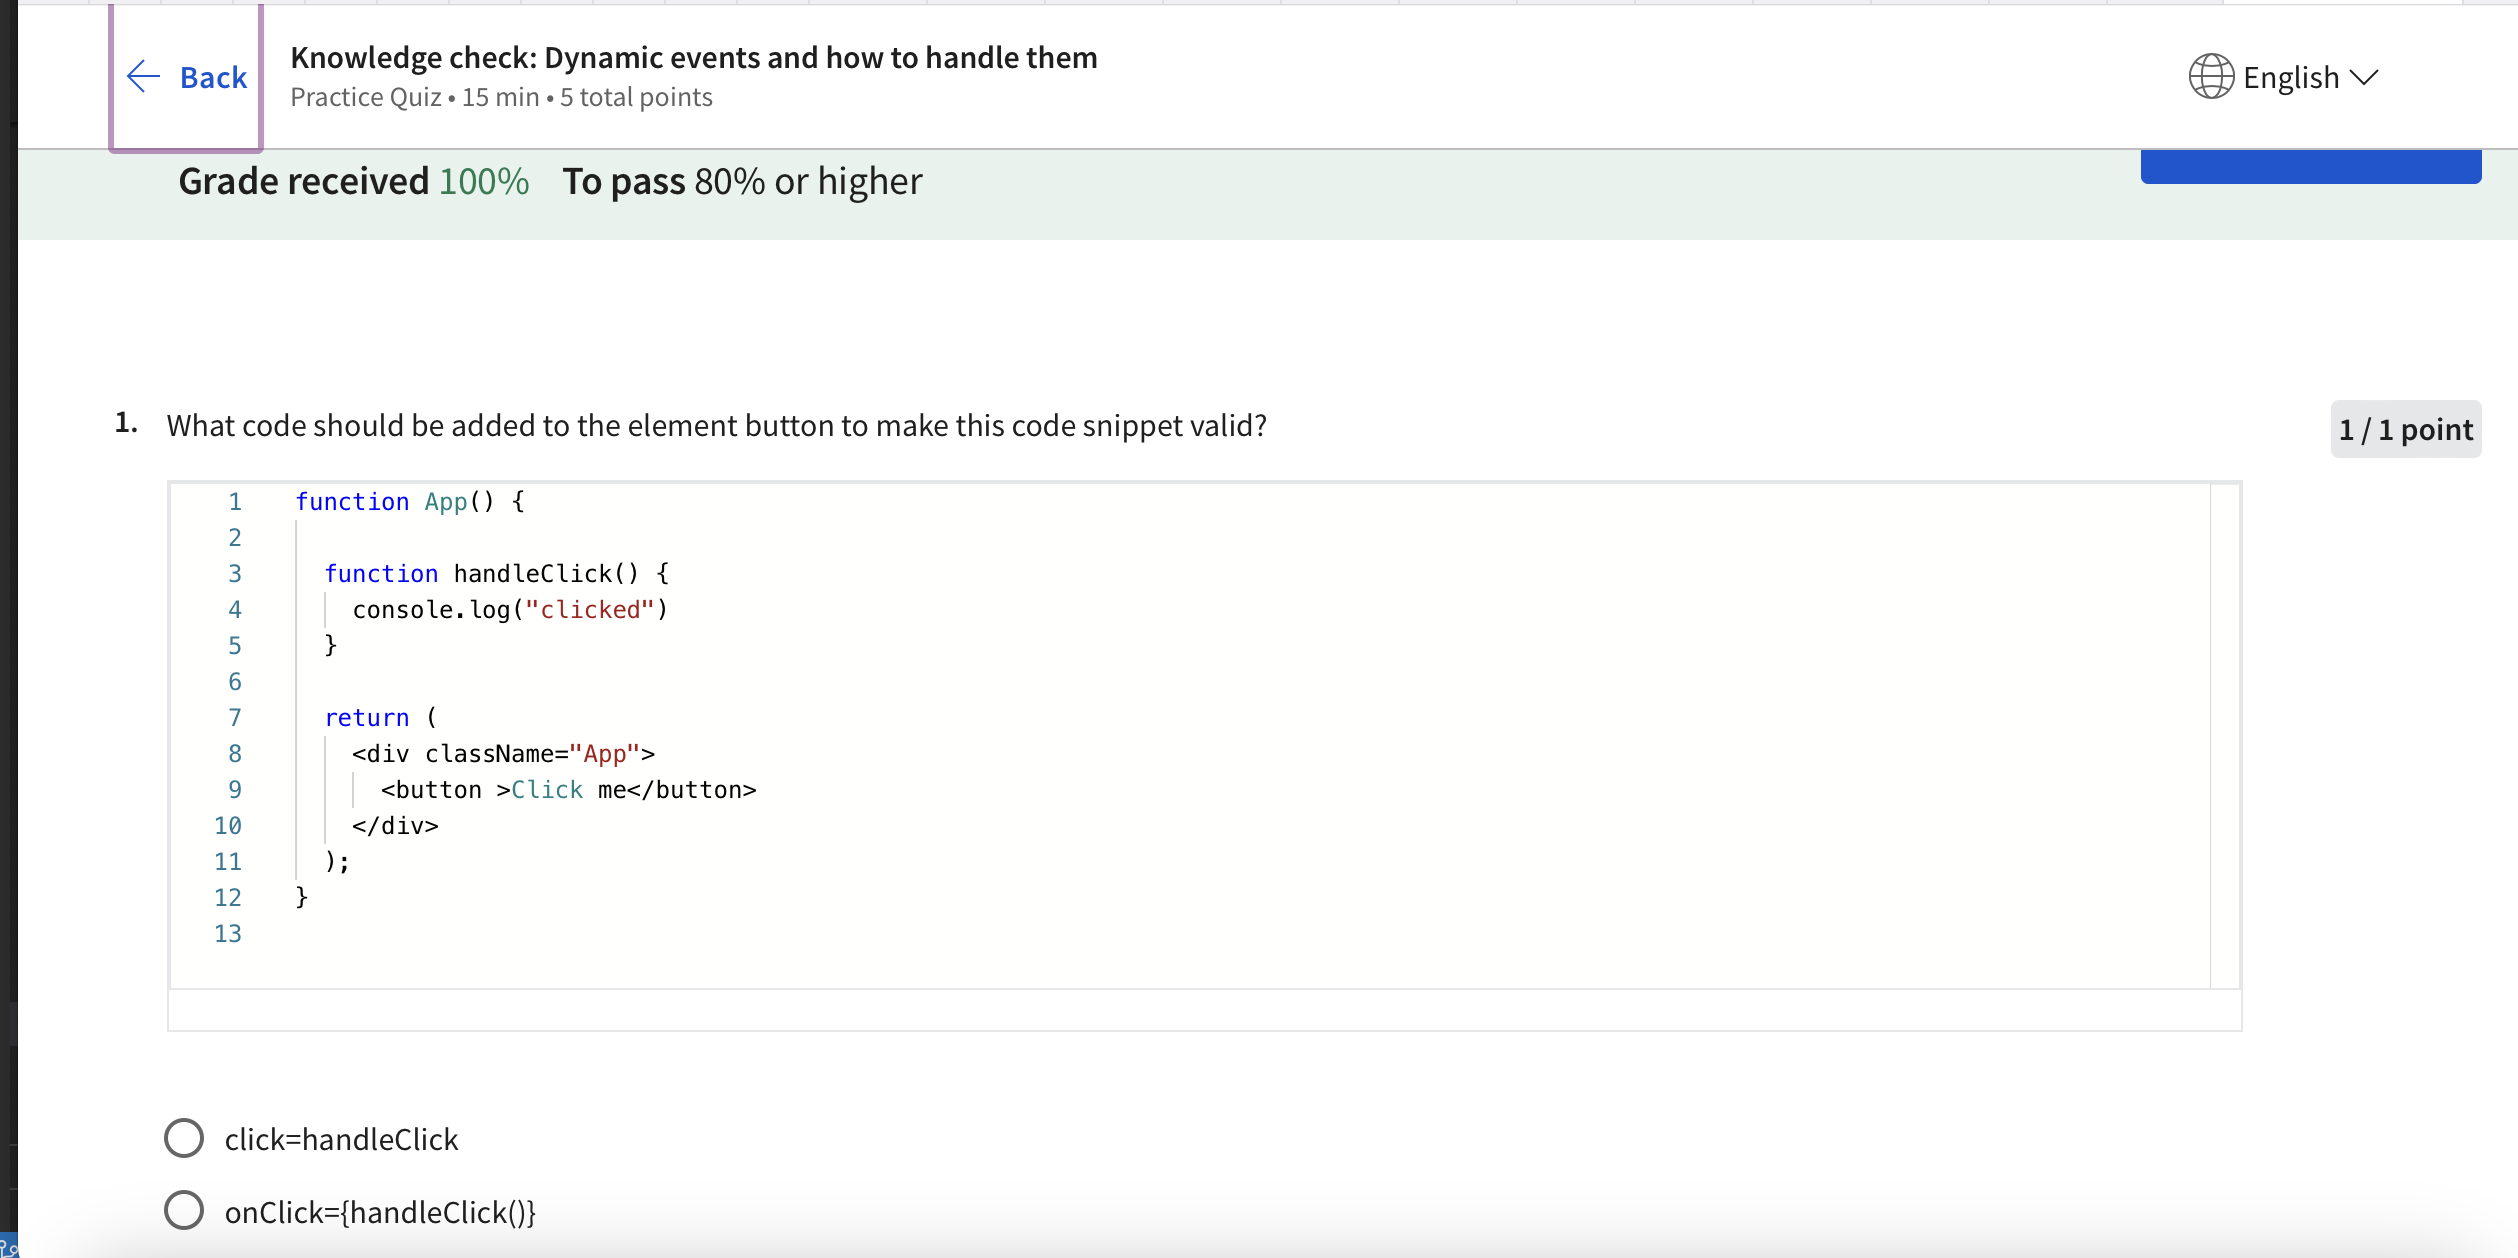 Back
Knowledge check: Dynamic events and how to handle them
Practice Quiz • 15 min • 5 total points
English
Grade received 100% To pass 80% or higher
1. What code should be added to the element button to make this code snippet valid?
1 / 1 point
1 function App() {
2
3 function handleClick() {
4 console.log("clicked")
5 }
6
7 return (
8 <div className="App">
9 <button >Click me</button>
10 </div>
11 );
12 }
13
click=handleClick
onClick={handleClick()}